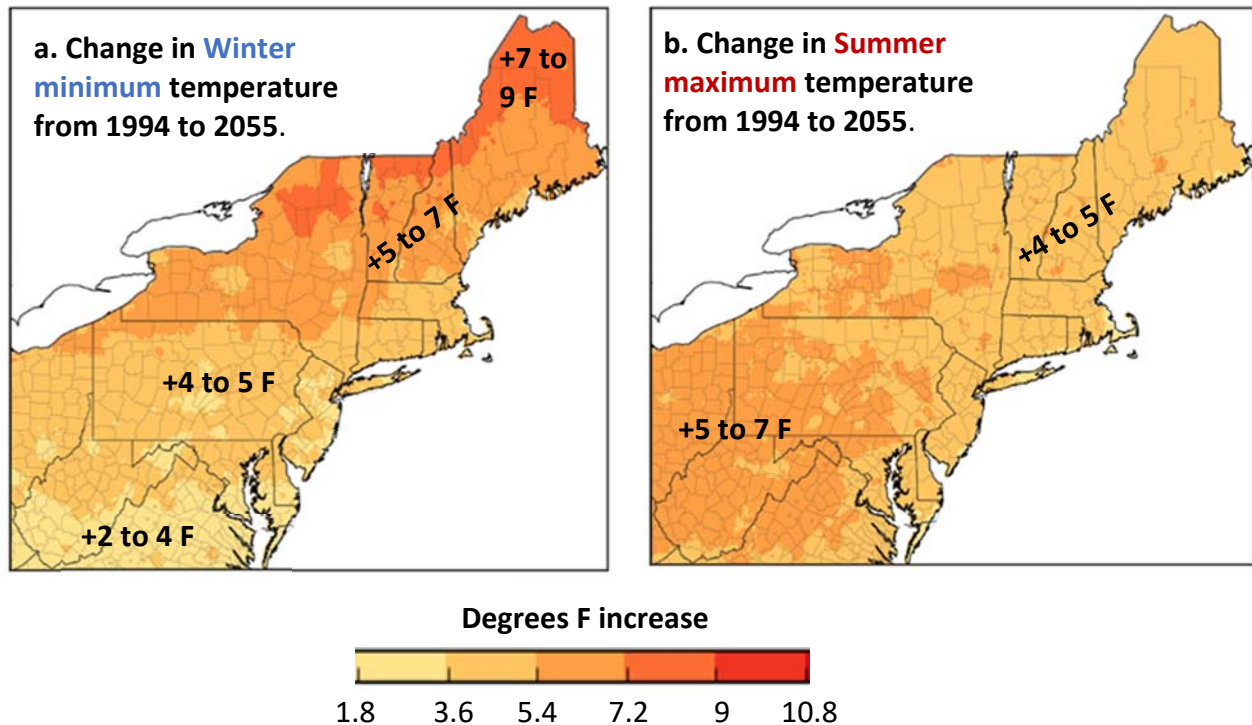 a. Change in Winter
minimum temperature
from 1994 to 2055.
+7 to
9 F
+5 to 7 F
+4 to 5 F
+2 to 4 F
b. Change in Summer
maximum temperature
from 1994 to 2055.
+4 to 5 F
+5 to 7 F
Degrees F increase
1.8 3.6 5.4 7.2 9 10.8